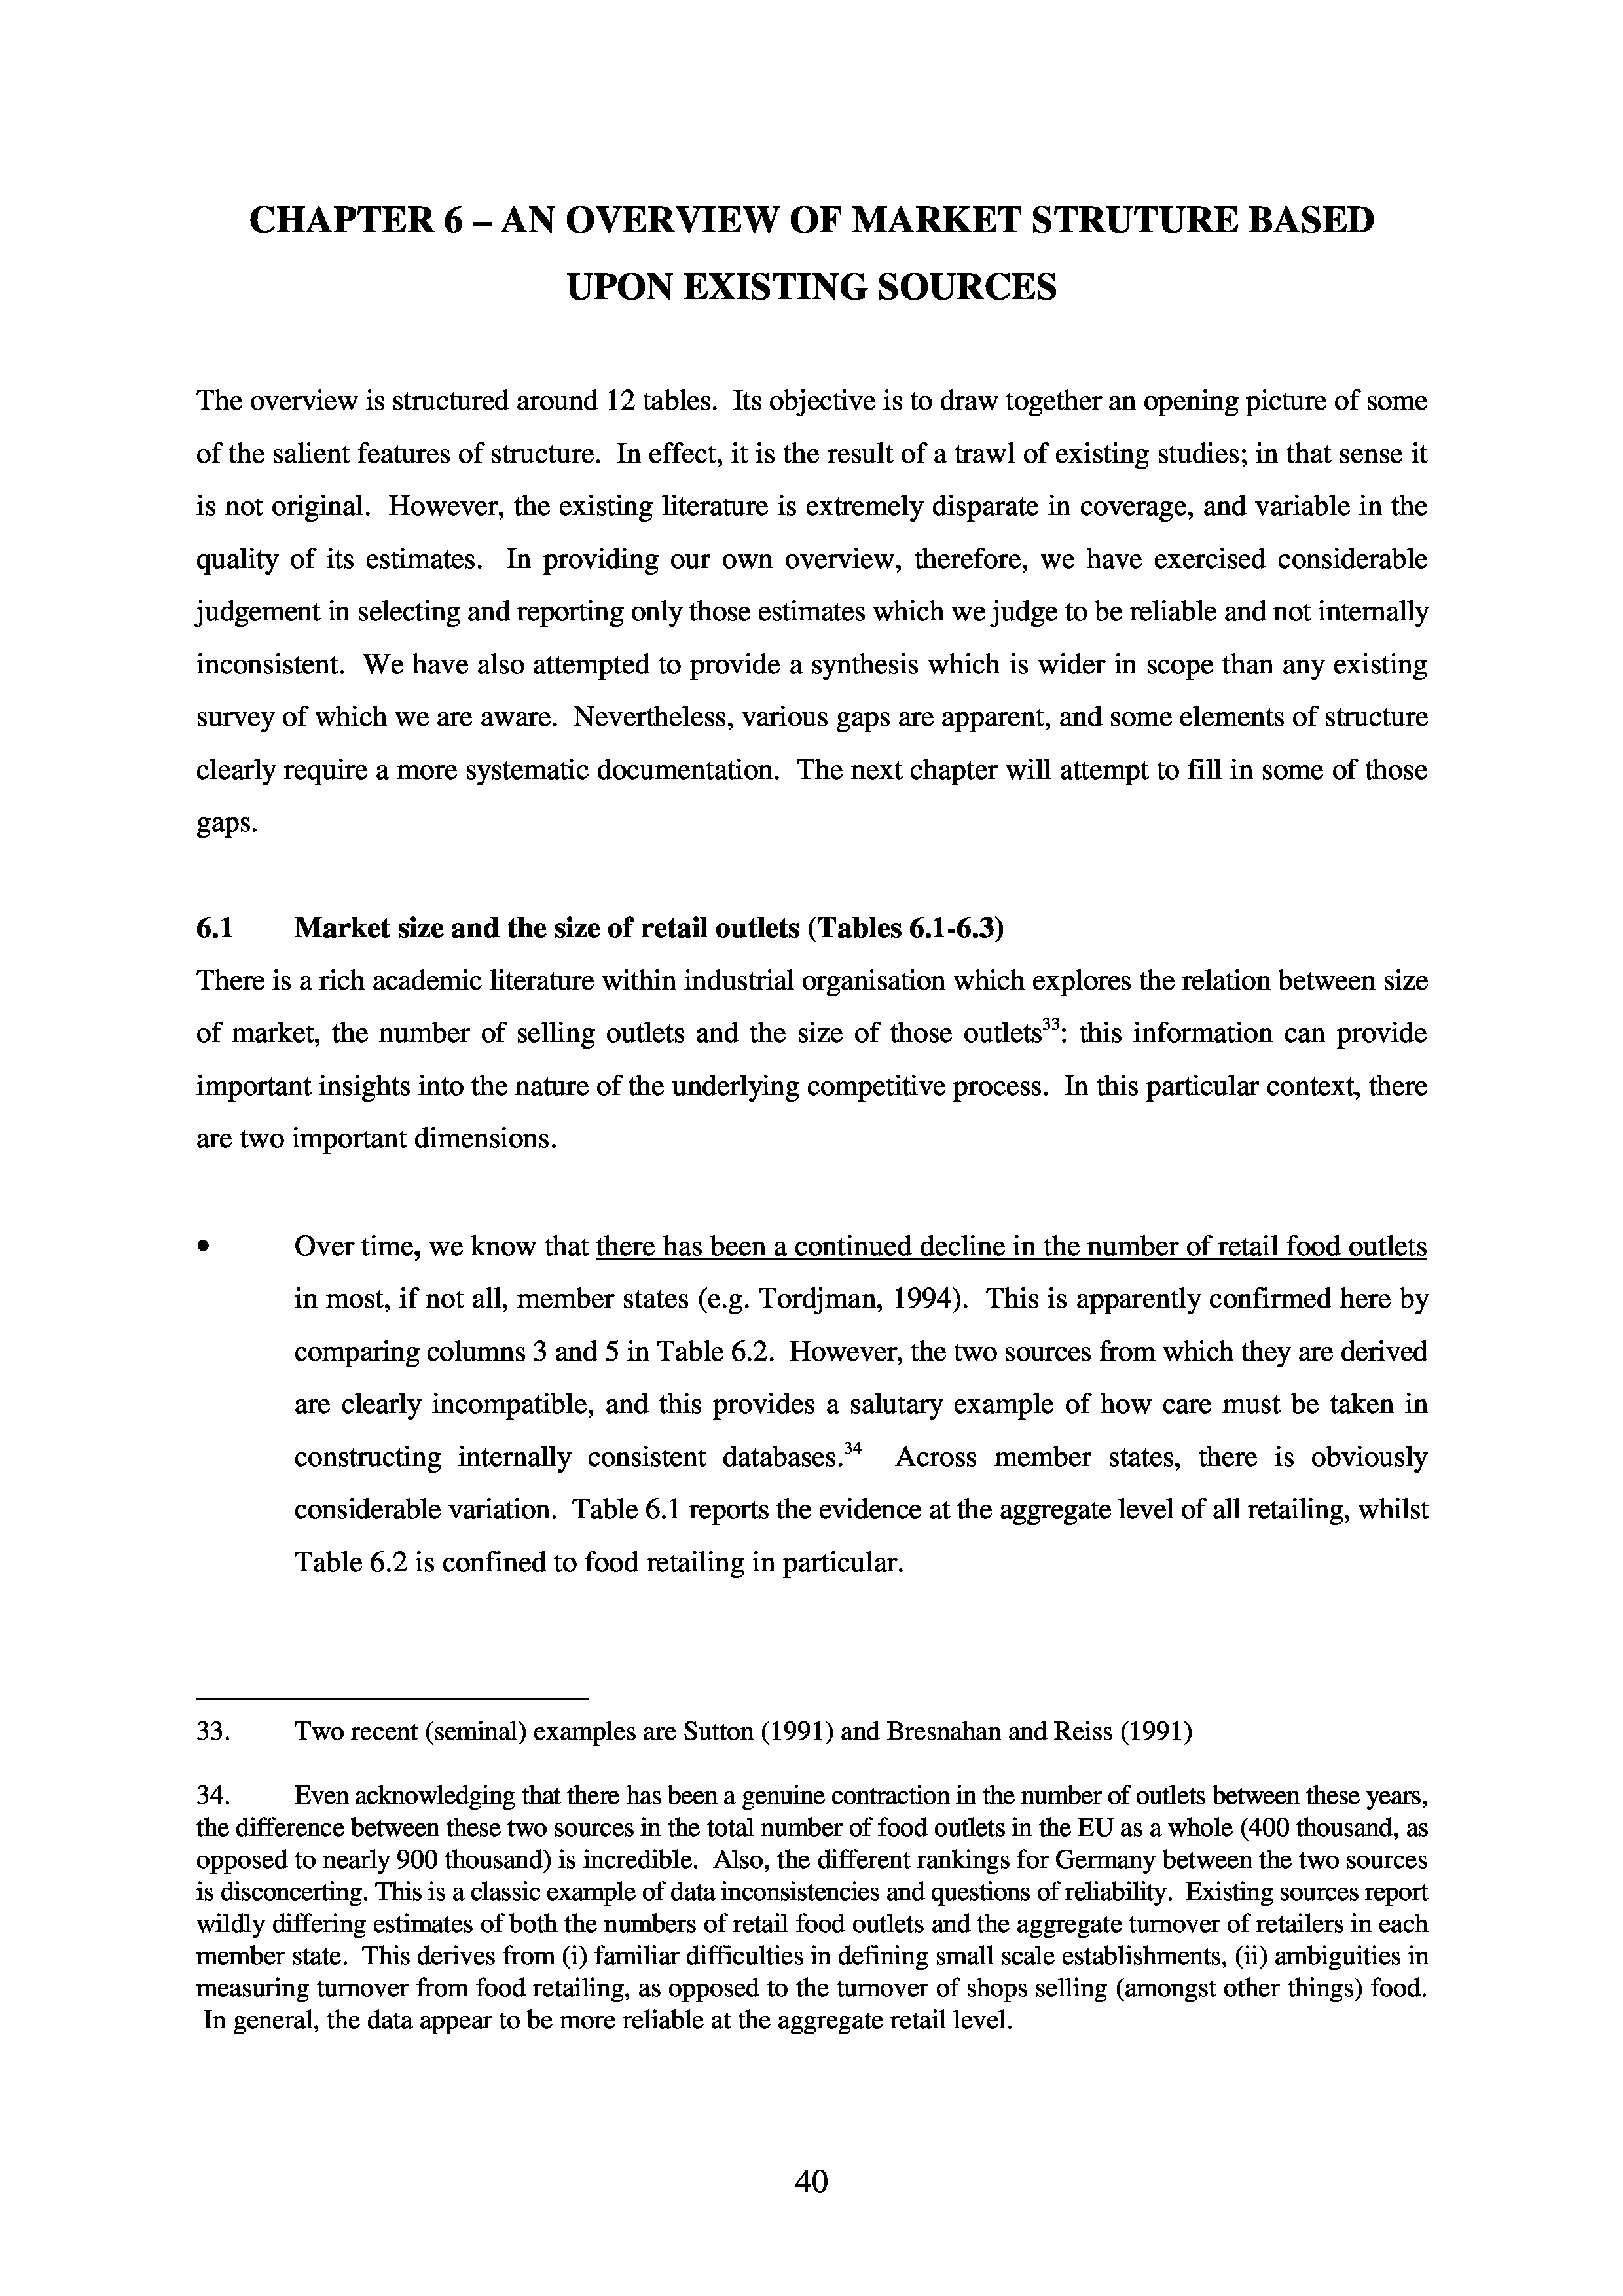 CHAPTER 6 – AN OVERVIEW OF MARKET STRUTURE BASED
UPON EXISTING SOURCES
The overview is structured around 12 tables. Its objective is to draw together an opening picture of some
of the salient features of structure. In effect, it is the result of a trawl of existing studies; in that sense it
is not original. However, the existing literature is extremely disparate in coverage, and variable in the
quality of its estimates. In providing our own overview, therefore, we have exercised considerable
judgement in selecting and reporting only those estimates which we judge to be reliable and not internally
inconsistent. We have also attempted to provide a synthesis which is wider in scope than any existing
survey of which we are aware. Nevertheless, various gaps are apparent, and some elements of structure
clearly require a more systematic documentation. The next chapter will attempt to fill in some of those
gaps.
6.1 Market size and the size of retail outlets (Tables 6.1-6.3)
There is a rich academic literature within industrial organisation which explores the relation between size
of market, the number of selling outlets and the size of those outlets33: this information can provide
important insights into the nature of the underlying competitive process. In this particular context, there
are two important dimensions.
• Over time, we know that there has been a continued decline in the number of retail food outlets
in most, if not all, member states (e.g. Tordjman, 1994). This is apparently confirmed here by
comparing columns 3 and 5 in Table 6.2. However, the two sources from which they are derived
are clearly incompatible, and this provides a salutary example of how care must be taken in
constructing internally consistent databases.34 Across member states, there is obviously
considerable variation. Table 6.1 reports the evidence at the aggregate level of all retailing, whilst
Table 6.2 is confined to food retailing in particular.
33. Two recent (seminal) examples are Sutton (1991) and Bresnahan and Reiss (1991)
34. Even acknowledging that there has been a genuine contraction in the number of outlets between these years,
the difference between these two sources in the total number of food outlets in the EU as a whole (400 thousand, as
opposed to nearly 900 thousand) is incredible. Also, the different rankings for Germany between the two sources
is disconcerting. This is a classic example of data inconsistencies and questions of reliability. Existing sources report
wildly differing estimates of both the numbers of retail food outlets and the aggregate turnover of retailers in each
member state. This derives from (i) familiar difficulties in defining small scale establishments, (ii) ambiguities in
measuring turnover from food retailing, as opposed to the turnover of shops selling (amongst other things) food.
In general, the data appear to be more reliable at the aggregate retail level.
40